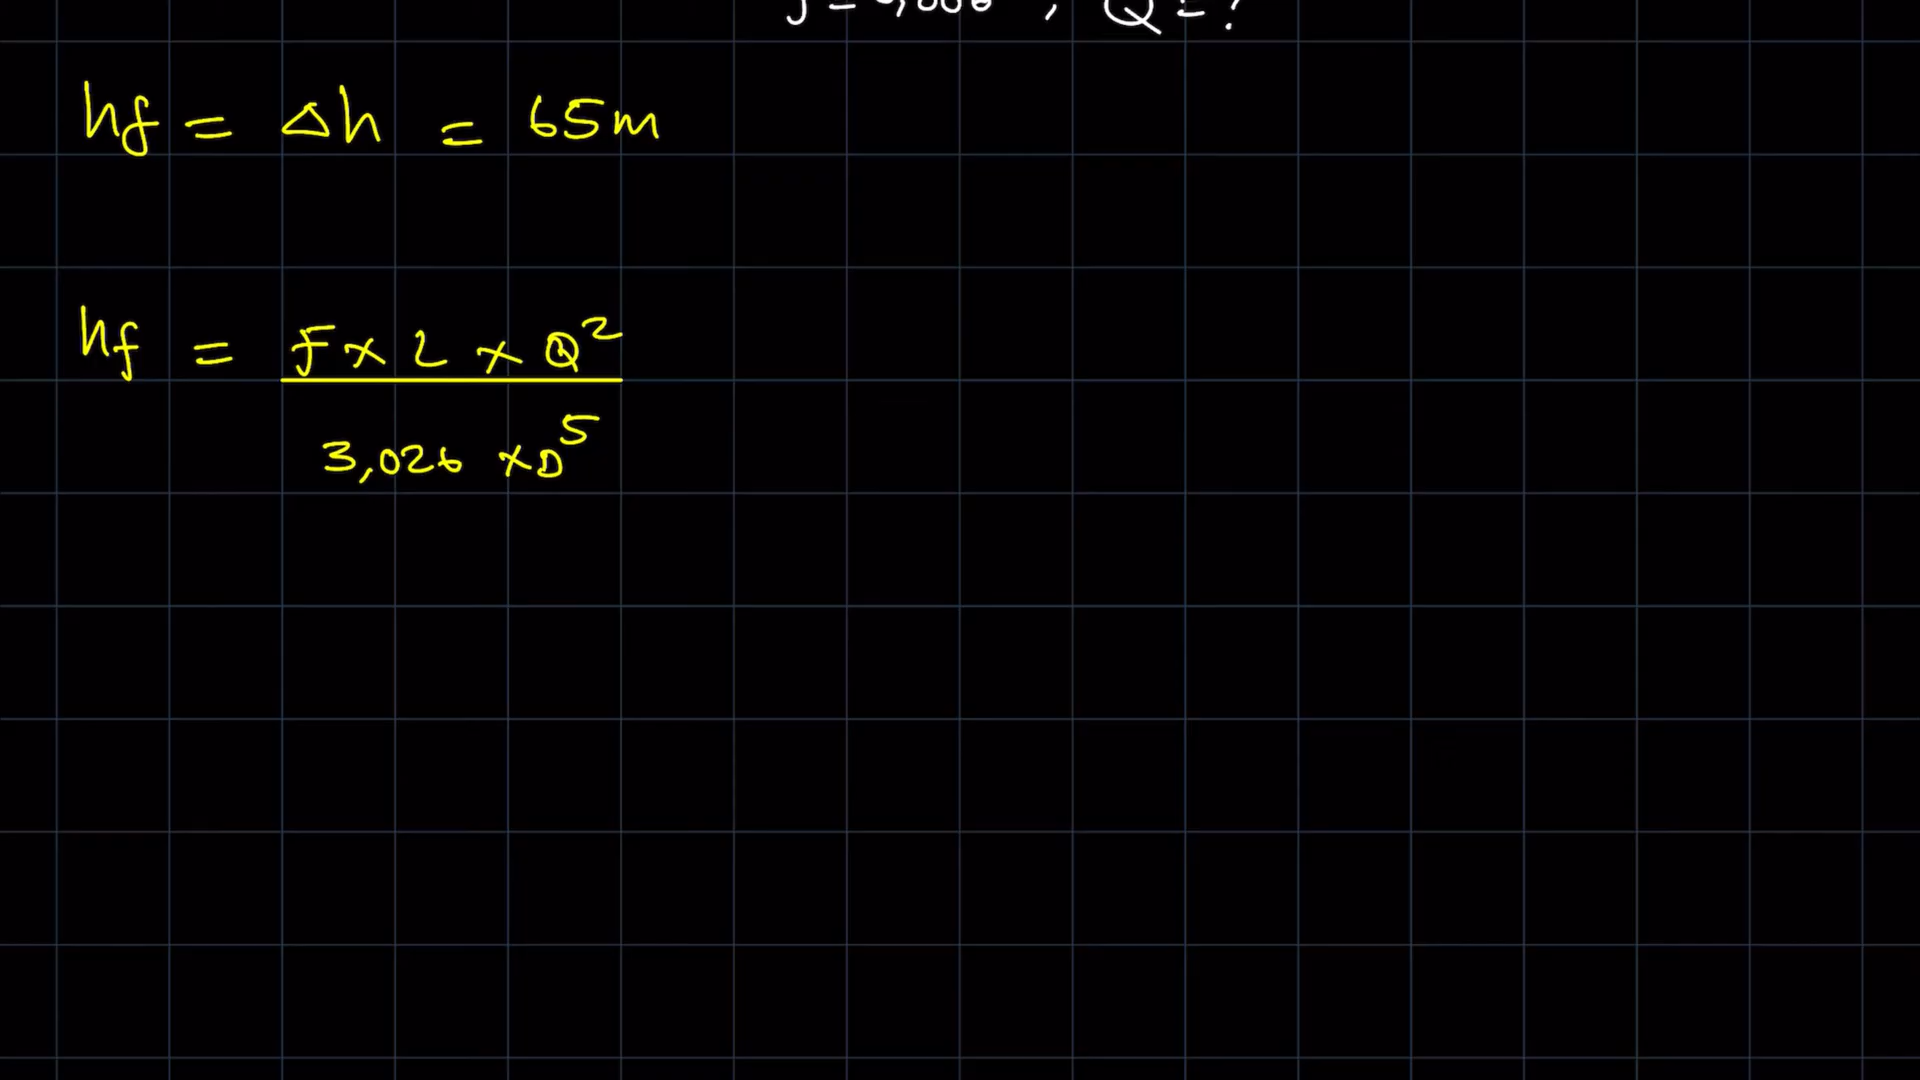 , Q = ?
hf = Δh = 65m
hf = F × L × Q²
3,026 × D⁵